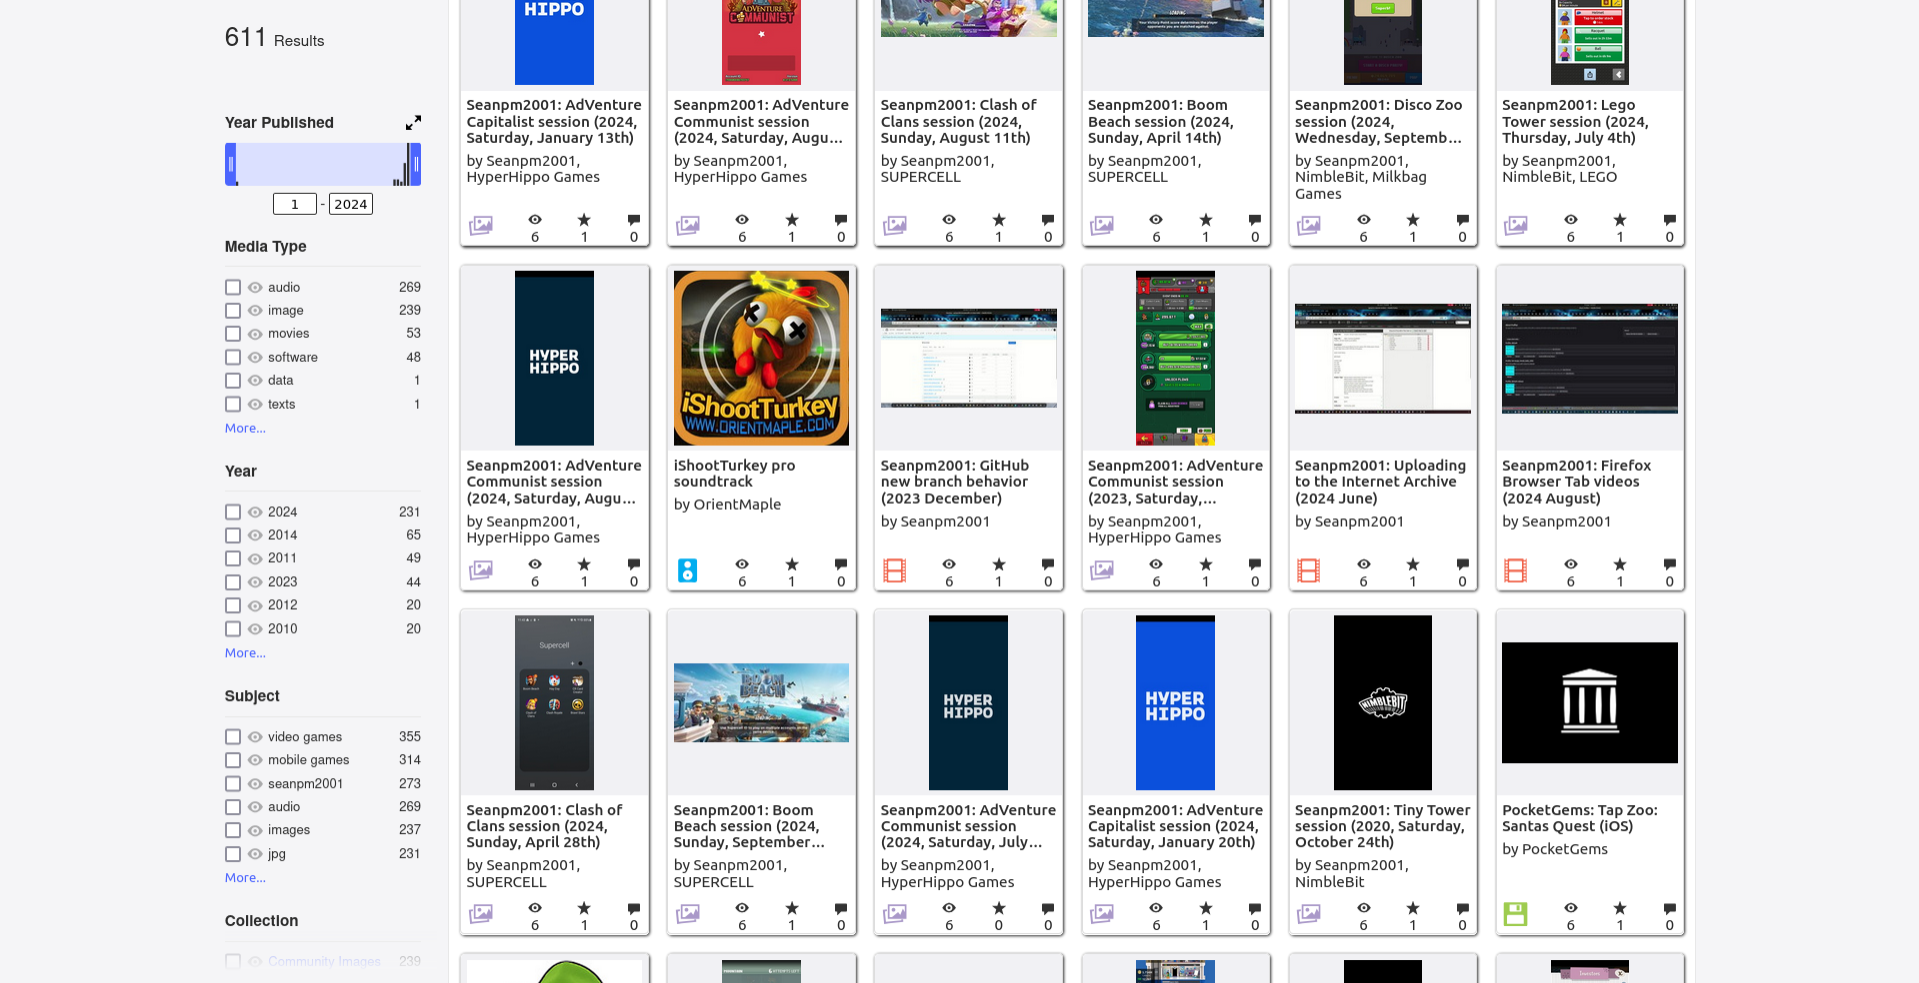 611 Results
Year Published
1 - 2024
Media Type
audio 269
image 239
movies 53
software 48
data 1
texts 1
More...
Year
2024 231
2014 65
2011 49
2023 44
2012 20
2010 20
More...
Subject
video games 355
mobile games 314
seanpm2001 273
audio 269
images 237
jpg 231
More...
Collection
Community Images 239
HIPPO
Seanpm2001: AdVenture
Capitalist session (2024,
Saturday, January 13th)
by Seanpm2001,
HyperHippo Games
6 1 0
ADVENTURE
COMMUNIST
Seanpm2001: AdVenture
Communist session
(2024, Saturday, Augu...
by Seanpm2001,
HyperHippo Games
6 1 0
Seanpm2001: Clash of
Clans session (2024,
Sunday, August 11th)
by Seanpm2001,
SUPERCELL
6 1 0
LOADING
Seanpm2001: Boom
Beach session (2024,
Sunday, April 14th)
by Seanpm2001,
SUPERCELL
6 1 0
Seanpm2001: Disco Zoo
session (2024,
Wednesday, Septemb...
by Seanpm2001,
NimbleBit, Milkbag
Games
6 1 0
Seanpm2001: Lego
Tower session (2024,
Thursday, July 4th)
by Seanpm2001,
NimbleBit, LEGO
6 1 0
HYPER
HIPPO
Seanpm2001: AdVenture
Communist session
(2024, Saturday, Augu...
by Seanpm2001,
HyperHippo Games
6 1 0
iShootTurkey
WWW.ORIENTMAPLE.COM
iShootTurkey pro
soundtrack
by OrientMaple
6 1 0
Seanpm2001: GitHub
new branch behavior
(2023 December)
by Seanpm2001
6 1 0
Seanpm2001: AdVenture
Communist session
(2023, Saturday,...
by Seanpm2001,
HyperHippo Games
6 1 0
Seanpm2001: Uploading
to the Internet Archive
(2024 June)
by Seanpm2001
6 1 0
Seanpm2001: Firefox
Browser Tab videos
(2024 August)
by Seanpm2001
6 1 0
Supercell
Seanpm2001: Clash of
Clans session (2024,
Sunday, April 28th)
by Seanpm2001,
SUPERCELL
6 1 0
BOOM
BEACH
Seanpm2001: Boom
Beach session (2024,
Sunday, September...
by Seanpm2001,
SUPERCELL
6 1 0
HYPER
HIPPO
Seanpm2001: AdVenture
Communist session
(2024, Saturday, July...
by Seanpm2001,
HyperHippo Games
6 0 0
HYPER
HIPPO
Seanpm2001: AdVenture
Capitalist session (2024,
Saturday, January 20th)
by Seanpm2001,
HyperHippo Games
6 1 0
NIMBLEBIT
Seanpm2001: Tiny Tower
session (2020, Saturday,
October 24th)
by Seanpm2001,
NimbleBit
6 1 0
PocketGems: Tap Zoo:
Santas Quest (iOS)
by PocketGems
6 1 0